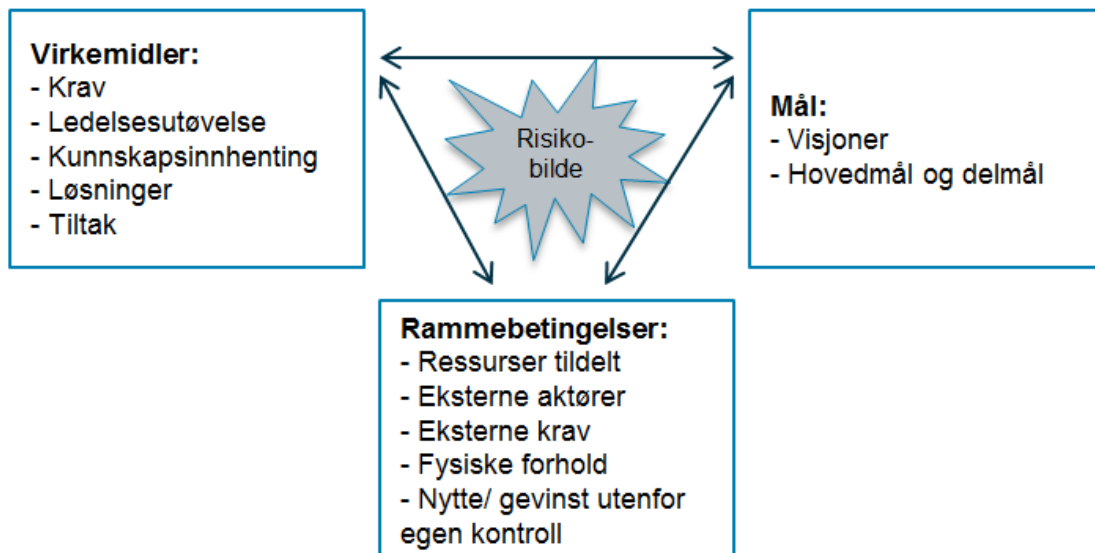 Virkemidler:
- Krav
- Ledelsesutøvelse
- Kunnskapsinnhenting
- Løsninger
- Tiltak
Risiko-
bilde
Mål:
- Visjoner
- Hovedmål og delmål
Rammebetingelser:
- Ressurser tildelt
- Eksterne aktører
- Eksterne krav
- Fysiske forhold
- Nytte/ gevinst utenfor
egen kontroll